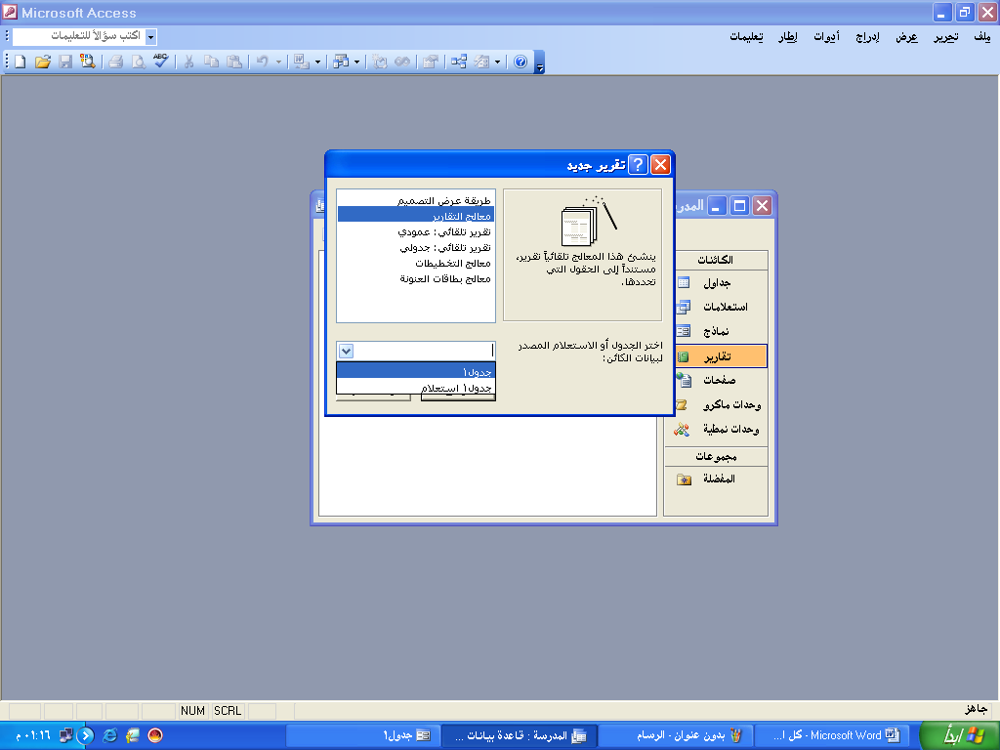 Microsoft Access
ملف تحرير عرض إدراج أدوات إطار تعليمات
اكتب سؤالاً للتعليمات
تقرير جديد
طريقة عرض التصميم
معالج التقارير
تقرير تلقائي: عمودي
تقرير تلقائي: جدولي
معالج التخطيطات
معالج بطاقات العنونة
ينشئ هذا المعالج تلقائياً تقرير،
مستنداً إلى الحقول التي
تحددها.
اختر الجدول أو الاستعلام المصدر
لبيانات الكائن:
جدول١
جدول١ استعلام
الكائنات
جداول
استعلامات
نماذج
تقارير
صفحات
وحدات ماكرو
وحدات نمطية
مجموعات
المفضلة
جاهز
NUM
SCRL
ابدأ
Microsoft Word - كل ا...
بدون عنوان - الرسام
المدرسة : قاعدة بيانات ...
جدول١
٠١:١٦ م